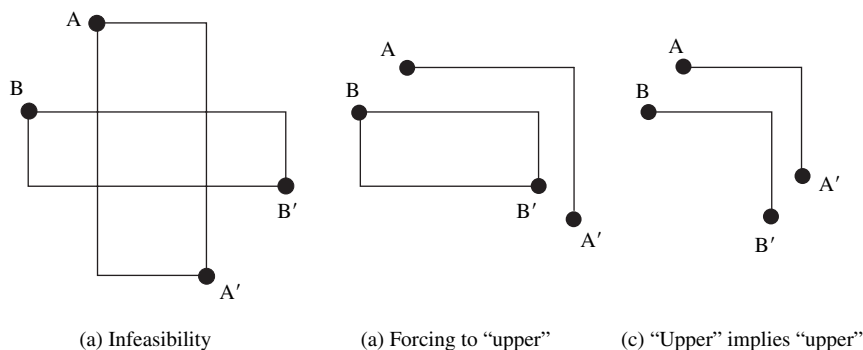 A
B
B′
A′
(a) Infeasibility
A
B
B′
A′
(a) Forcing to “upper”
A
B
A′
B′
(c) “Upper” implies “upper”